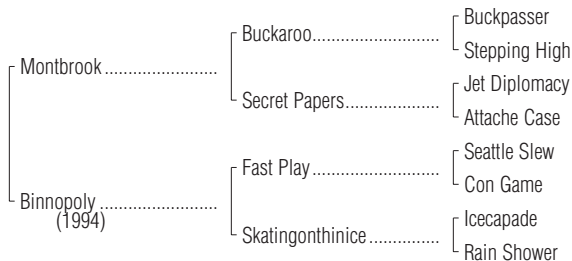 Buckpasser
Buckaroo........................................
Stepping High
Montbrook ............................
Jet Diplomacy
Secret Papers..............................
Attache Case
Seattle Slew
Fast Play ........................................
Con Game
Binnopoly .............................
(1994)
Icecapade
Skatingonthinice .....................
Rain Shower